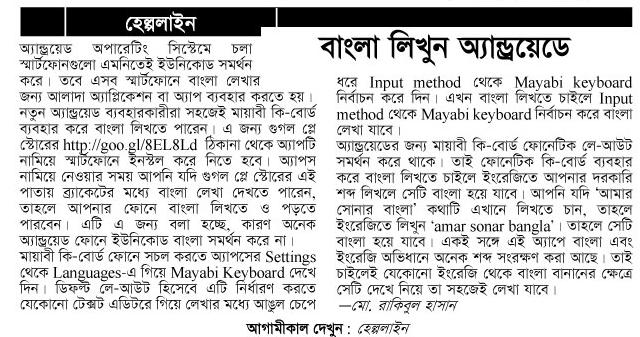 হেল্পলাইন
বাংলা লিখুন অ্যান্ড্রয়েডে
অ্যান্ড্রয়েড অপারেটিং সিস্টেমে চলা
স্মার্টফোনগুলো এমনিতেই ইউনিকোড সমর্থন
করে। তবে এসব স্মার্টফোনে বাংলা লেখার
জন্য আলাদা অ্যাপ্লিকেশন বা অ্যাপ ব্যবহার করতে হয়।
নতুন অ্যান্ড্রয়েড ব্যবহারকারীরা সহজেই মায়াবী কি-বোর্ড
ব্যবহার করে বাংলা লিখতে পারেন। এ জন্য গুগল প্লে
স্টোরের http://goo.gl/8EL8Ld ঠিকানা থেকে অ্যাপটি
নামিয়ে স্মার্টফোনে ইনস্টল করে নিতে হবে। অ্যাপস
নামিয়ে নেওয়ার সময় আপনি যদি গুগল প্লে স্টোরের এই
পাতায় ব্র্যাকেটের মধ্যে বাংলা লেখা দেখতে পারেন,
তাহলে আপনার ফোনে বাংলা লিখতে ও পড়তে
পারবেন। এটি এ জন্য বলা হচ্ছে, কারণ অনেক
অ্যান্ড্রয়েড ফোনে ইউনিকোড বাংলা সমর্থন করে না।
মায়াবী কি-বোর্ড ফোনে সচল করতে অ্যাপসের Settings
থেকে Languages-এ গিয়ে Mayabi Keyboard দেখে
দিন। ডিফল্ট লে-আউট হিসেবে এটি নির্ধারণ করতে
যেকোনো টেক্সট এডিটরে গিয়ে লেখার মধ্যে আঙুল চেপে
ধরে Input method থেকে Mayabi keyboard
নির্বাচন করে দিন। এখন বাংলা লিখতে চাইলে Input
method থেকে Mayabi keyboard নির্বাচন করে বাংলা
লেখা যাবে।
অ্যান্ড্রয়েডের জন্য মায়াবী কি-বোর্ড ফোনেটিক লে-আউট
সমর্থন করে থাকে। তাই ফোনেটিক কি-বোর্ড ব্যবহার
করে বাংলা লিখতে চাইলে ইংরেজিতে আপনার দরকারি
শব্দ লিখলে সেটি বাংলা হয়ে যাবে। আপনি যদি ‘আমার
সোনার বাংলা’ কথাটি এখানে লিখতে চান, তাহলে
ইংরেজিতে লিখুন ‘amar sonar bangla’। তাহলে সেটি
বাংলা হয়ে যাবে। একই সঙ্গে এই অ্যাপে বাংলা এবং
ইংরেজি অভিধানে অনেক শব্দ সংরক্ষণ করা আছে। তাই
চাইলেই যেকোনো ইংরেজি থেকে বাংলা বানানের ক্ষেত্রে
সেটি দেখে নিয়ে তা সহজেই লেখা যাবে।
—মো. রাকিবুল হাসান
আগামীকাল দেখুন : হেল্পলাইন